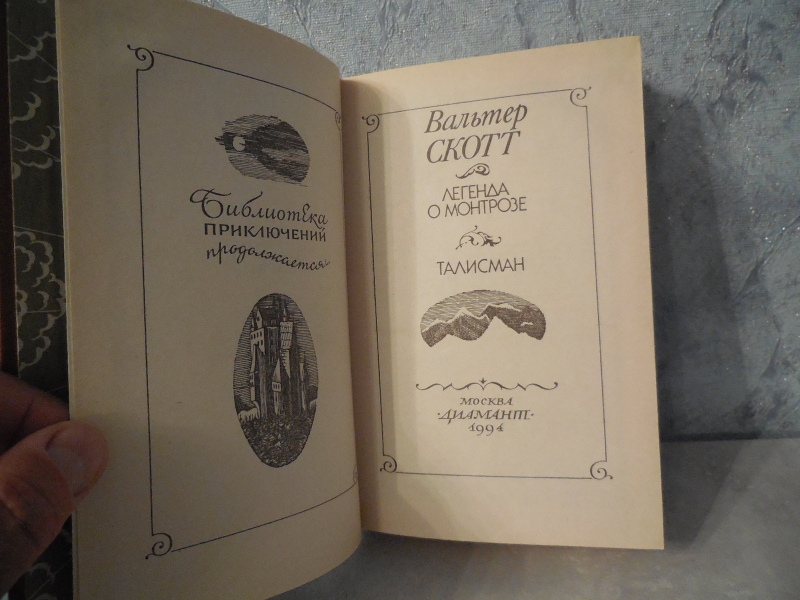 Библиотека
ПРИКЛЮЧЕНИЙ
продолжается
Вальтер
СКОТТ
ЛЕГЕНДА
О МОНТРОЗЕ
ТАЛИСМАН
МОСКВА
·ДИАМАНТ·
1994